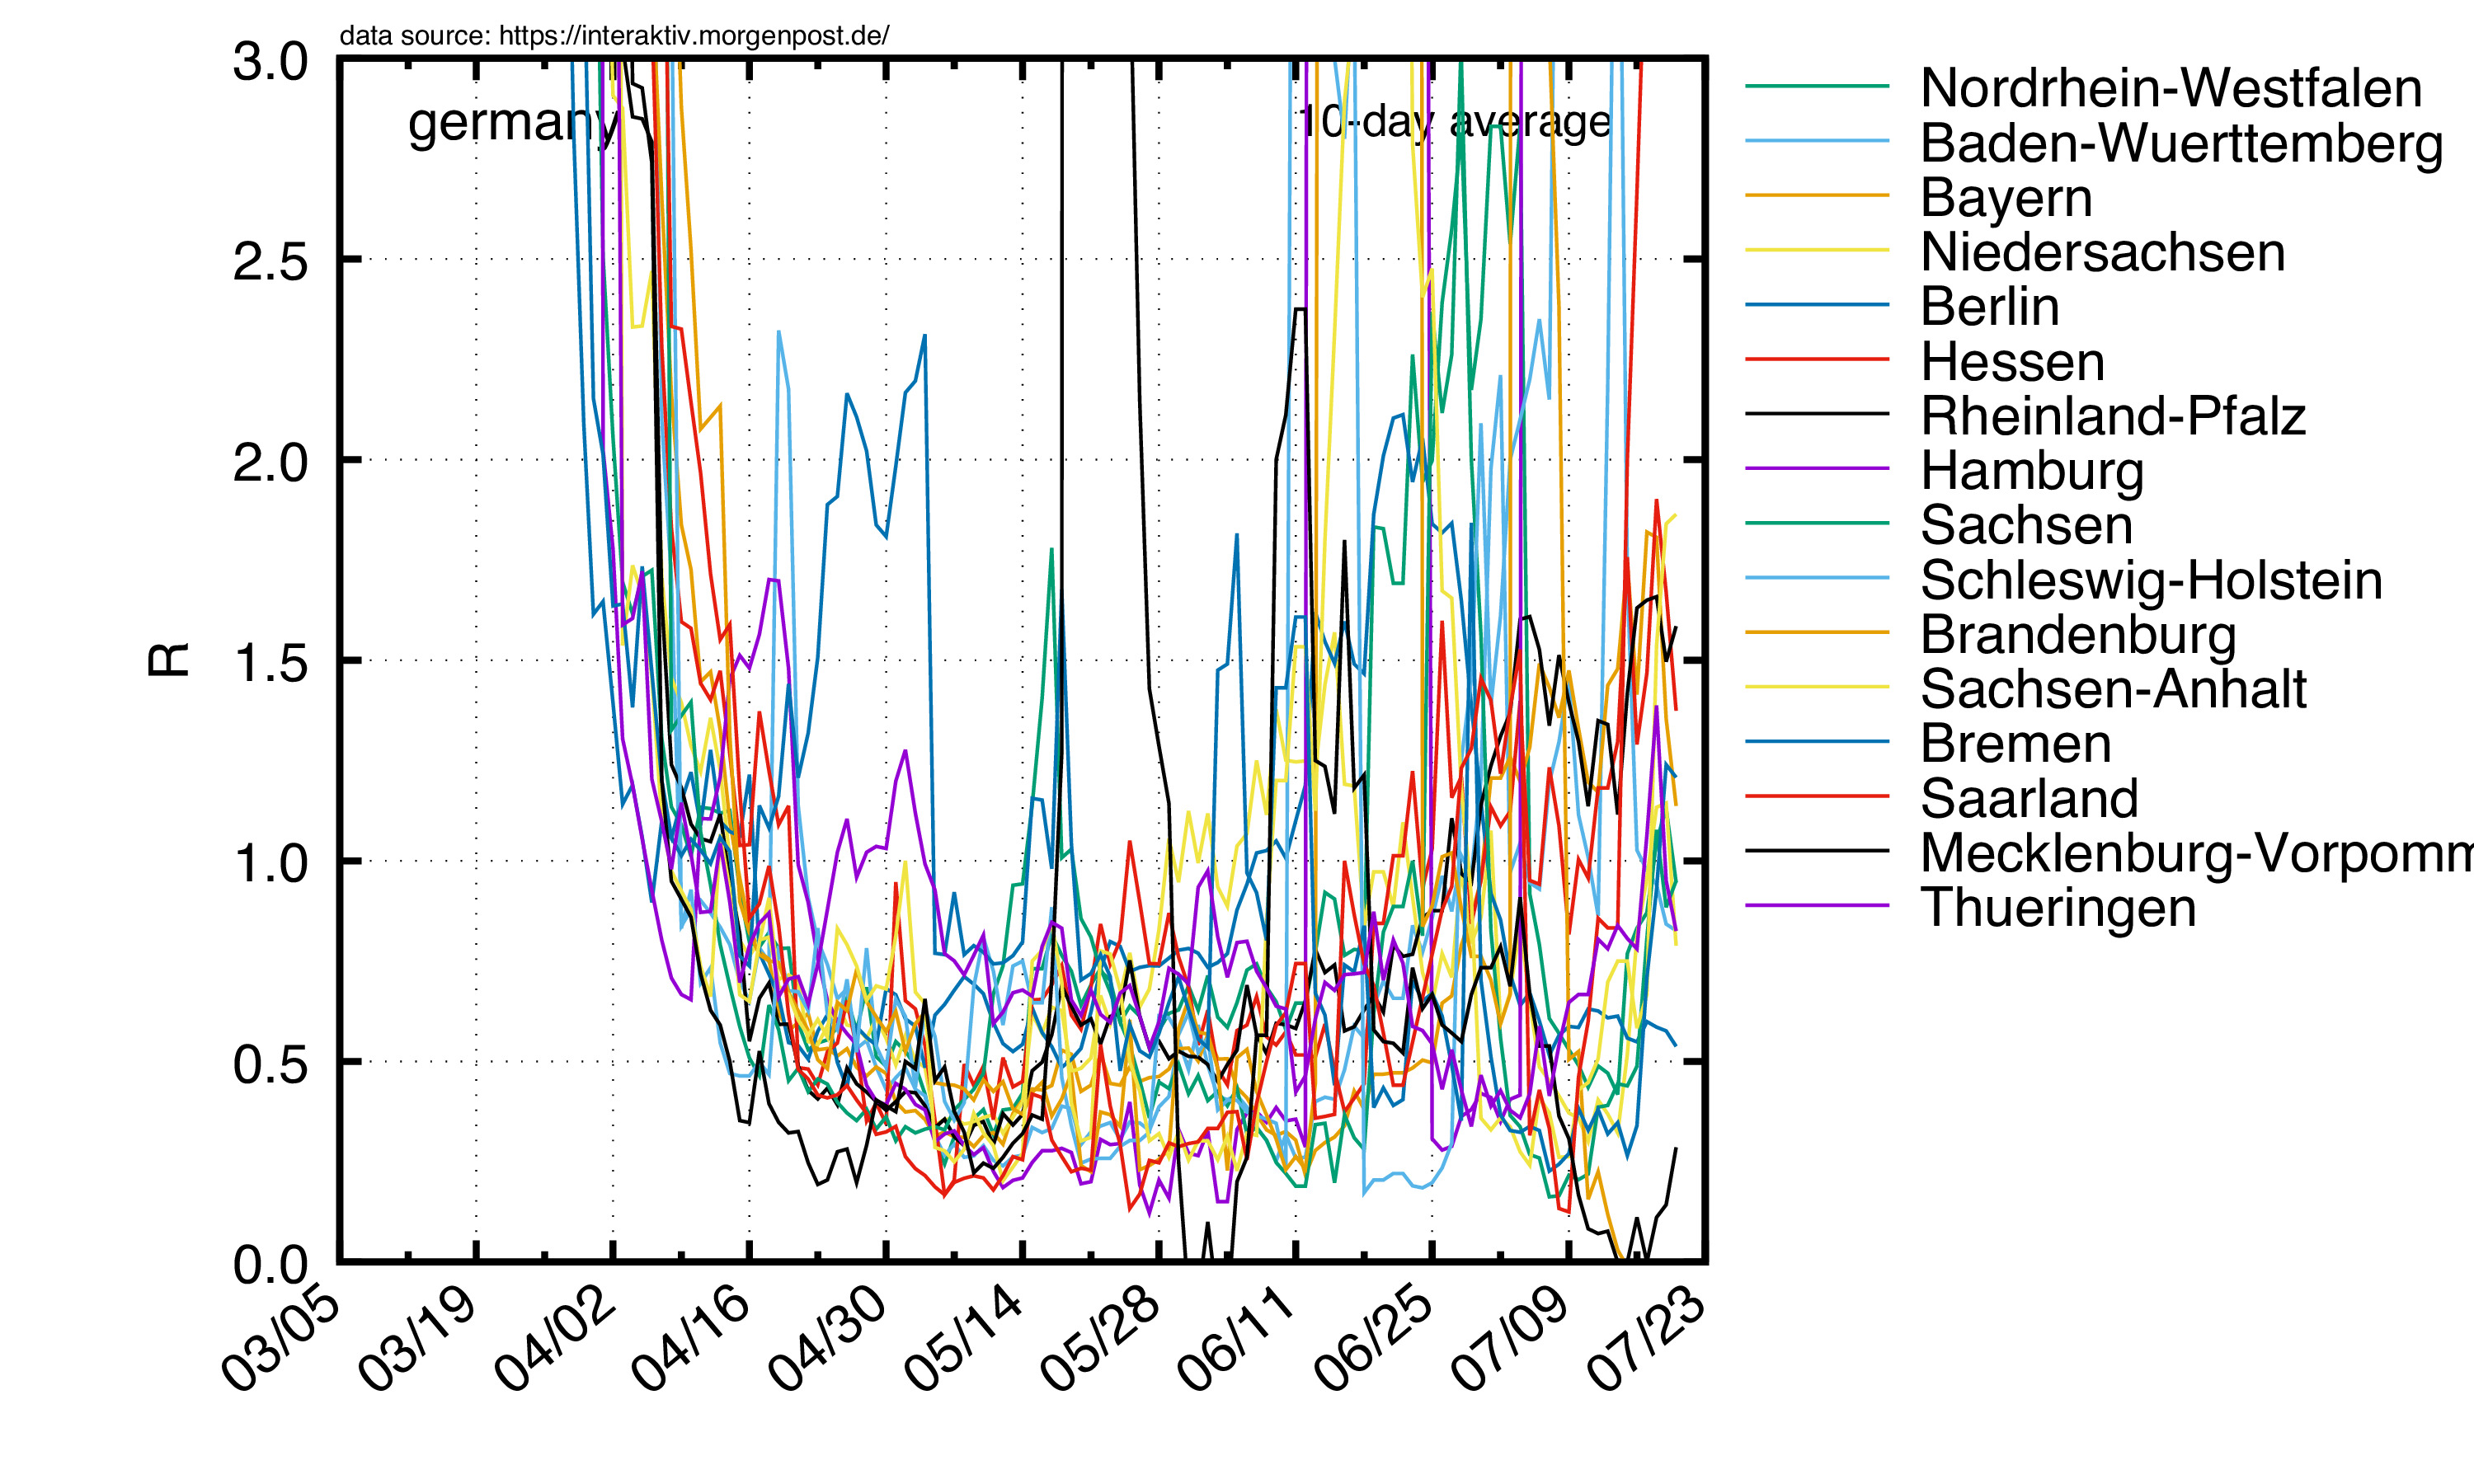 data source: https://interaktiv.morgenpost.de/
germany
10-day average
R
3.0
2.5
2.0
1.5
1.0
0.5
0.0
03/05
03/19
04/02
04/16
04/30
05/14
05/28
06/11
06/25
07/09
07/23
Nordrhein-Westfalen
Baden-Wuerttemberg
Bayern
Niedersachsen
Berlin
Hessen
Rheinland-Pfalz
Hamburg
Sachsen
Schleswig-Holstein
Brandenburg
Sachsen-Anhalt
Bremen
Saarland
Mecklenburg-Vorpomm
Thueringen